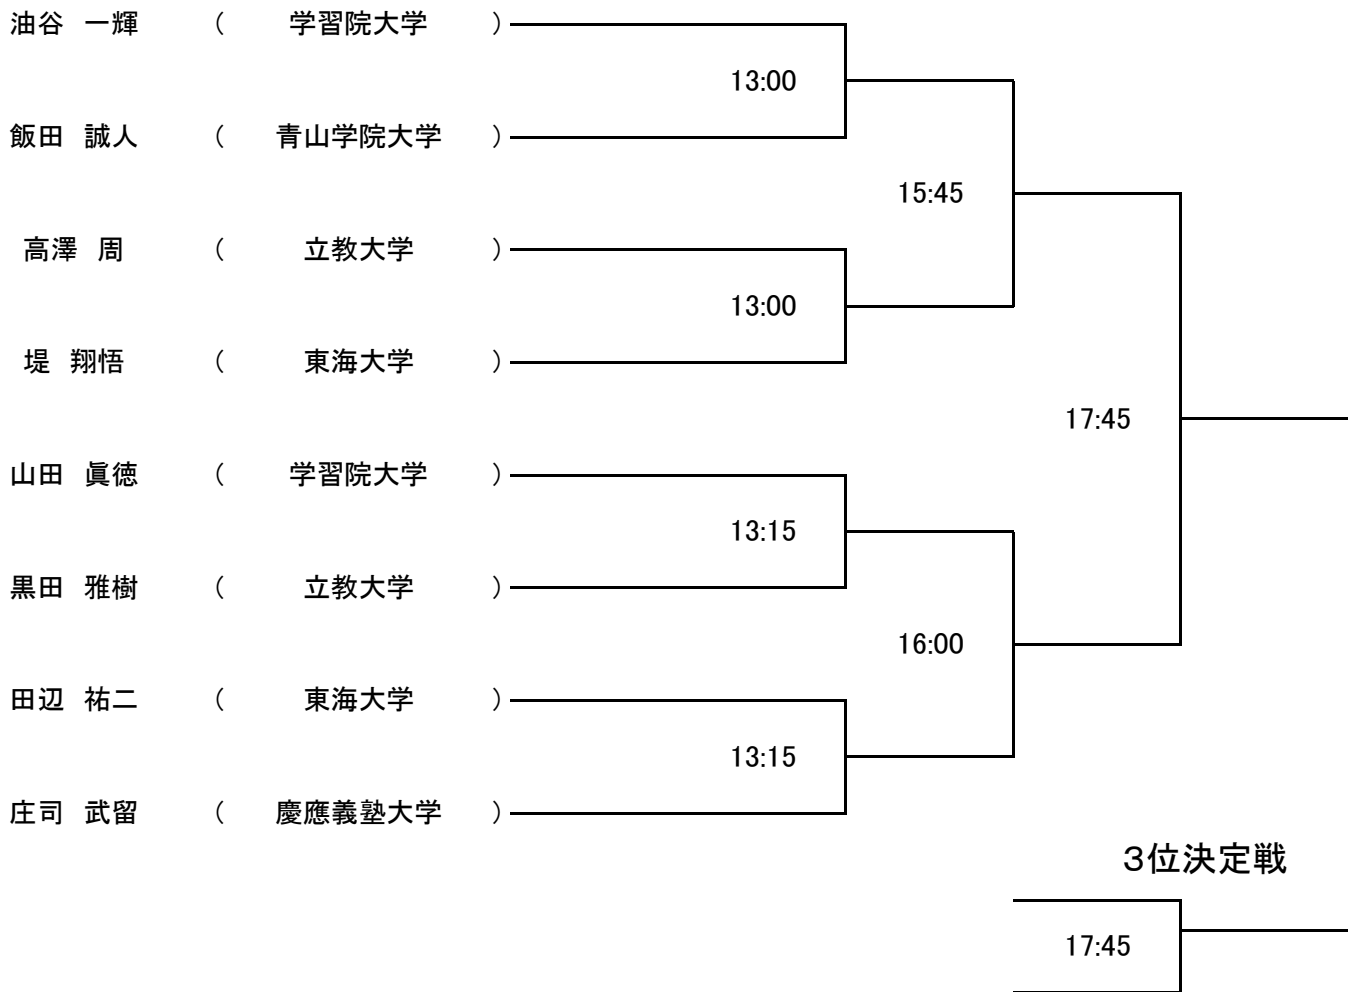 油谷 一輝 ( 学習院大学 )
13:00
飯田 誠人 ( 青山学院大学 )
15:45
高澤 周 ( 立教大学 )
13:00
堤 翔悟 ( 東海大学 )
17:45
山田 眞徳 ( 学習院大学 )
13:15
黒田 雅樹 ( 立教大学 )
16:00
田辺 祐二 ( 東海大学 )
13:15
庄司 武留 ( 慶應義塾大学 )
３位決定戦
17:45